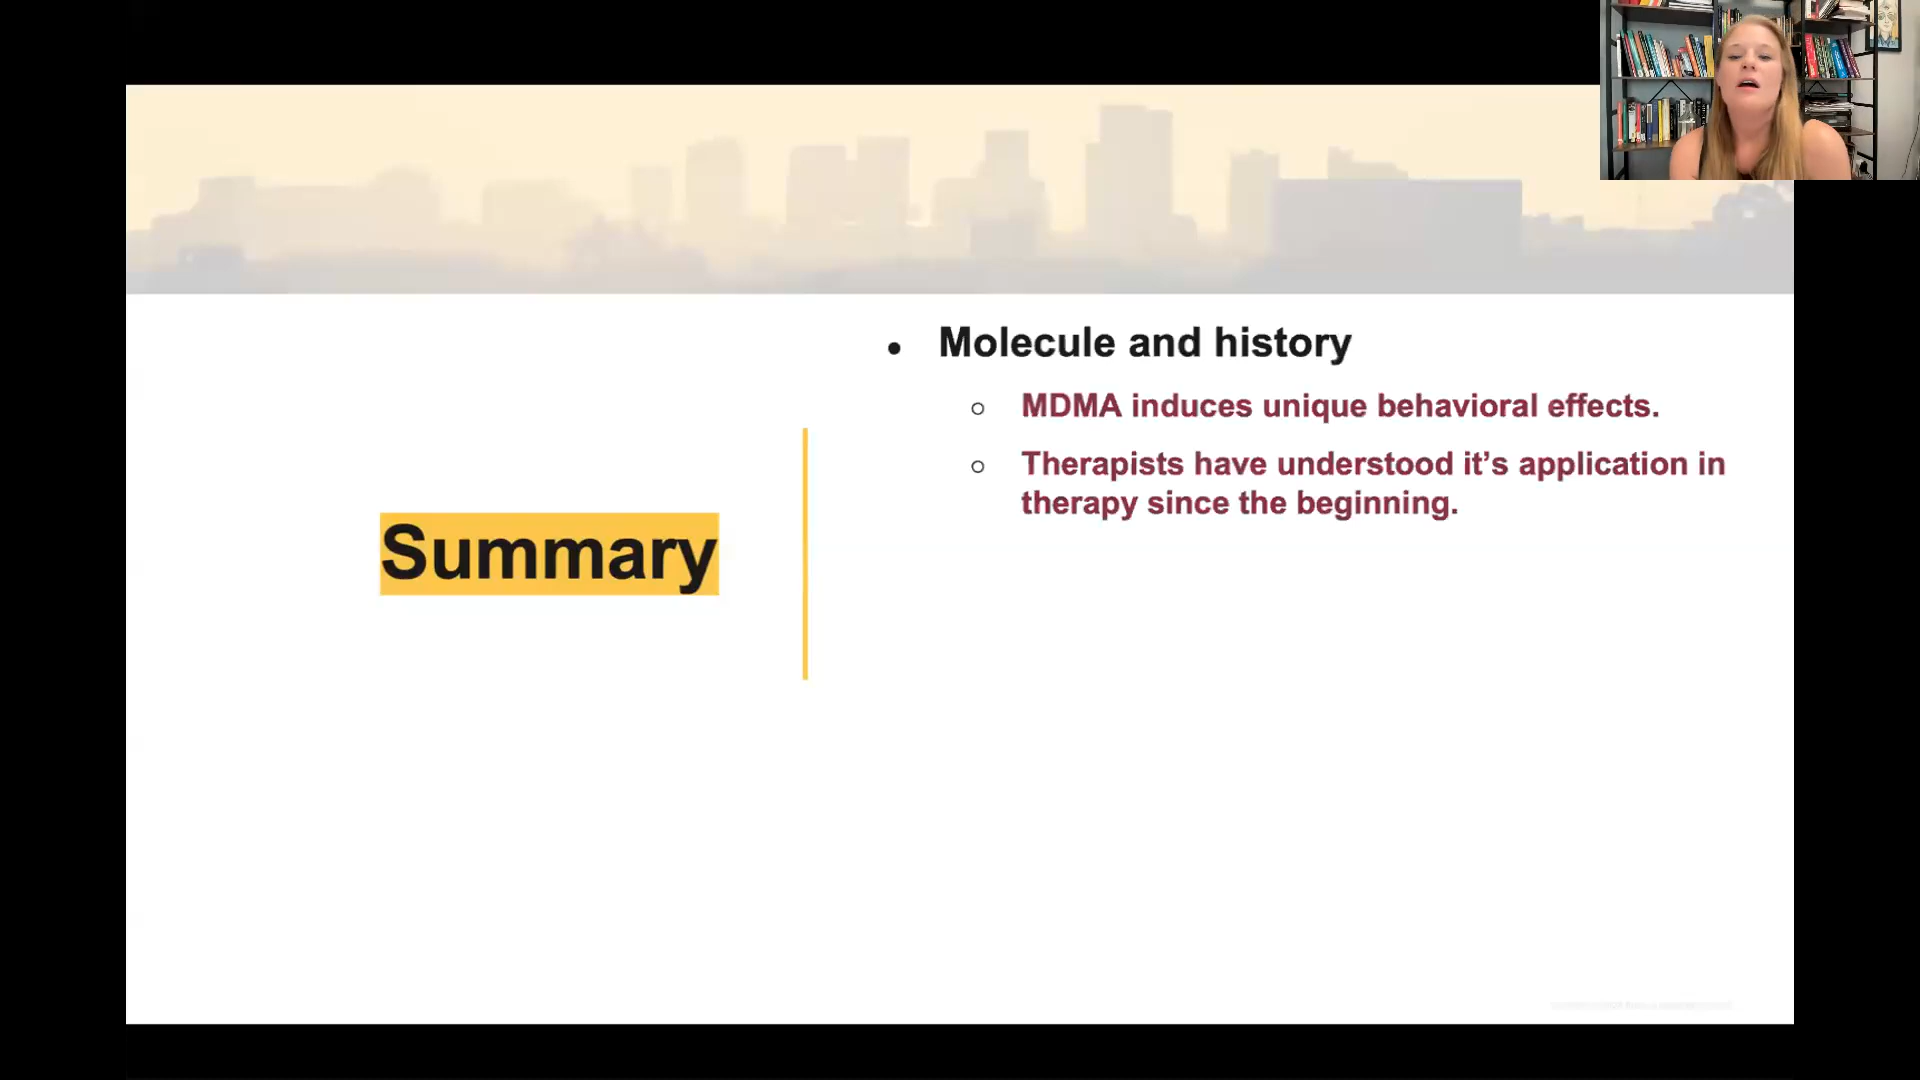 Molecule and history
MDMA induces unique behavioral effects.
Therapists have understood it’s application in
therapy since the beginning.
Summary